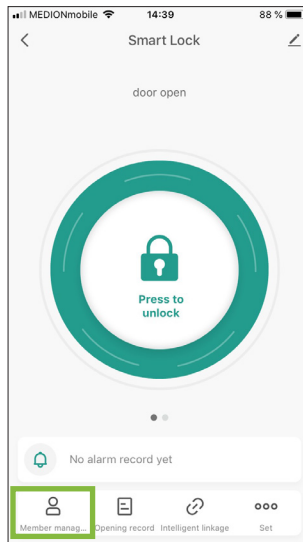 MEDIONmobile 14:39 88 %
Smart Lock
door open
Press to
unlock
No alarm record yet
Member manag... Opening record Intelligent linkage Set